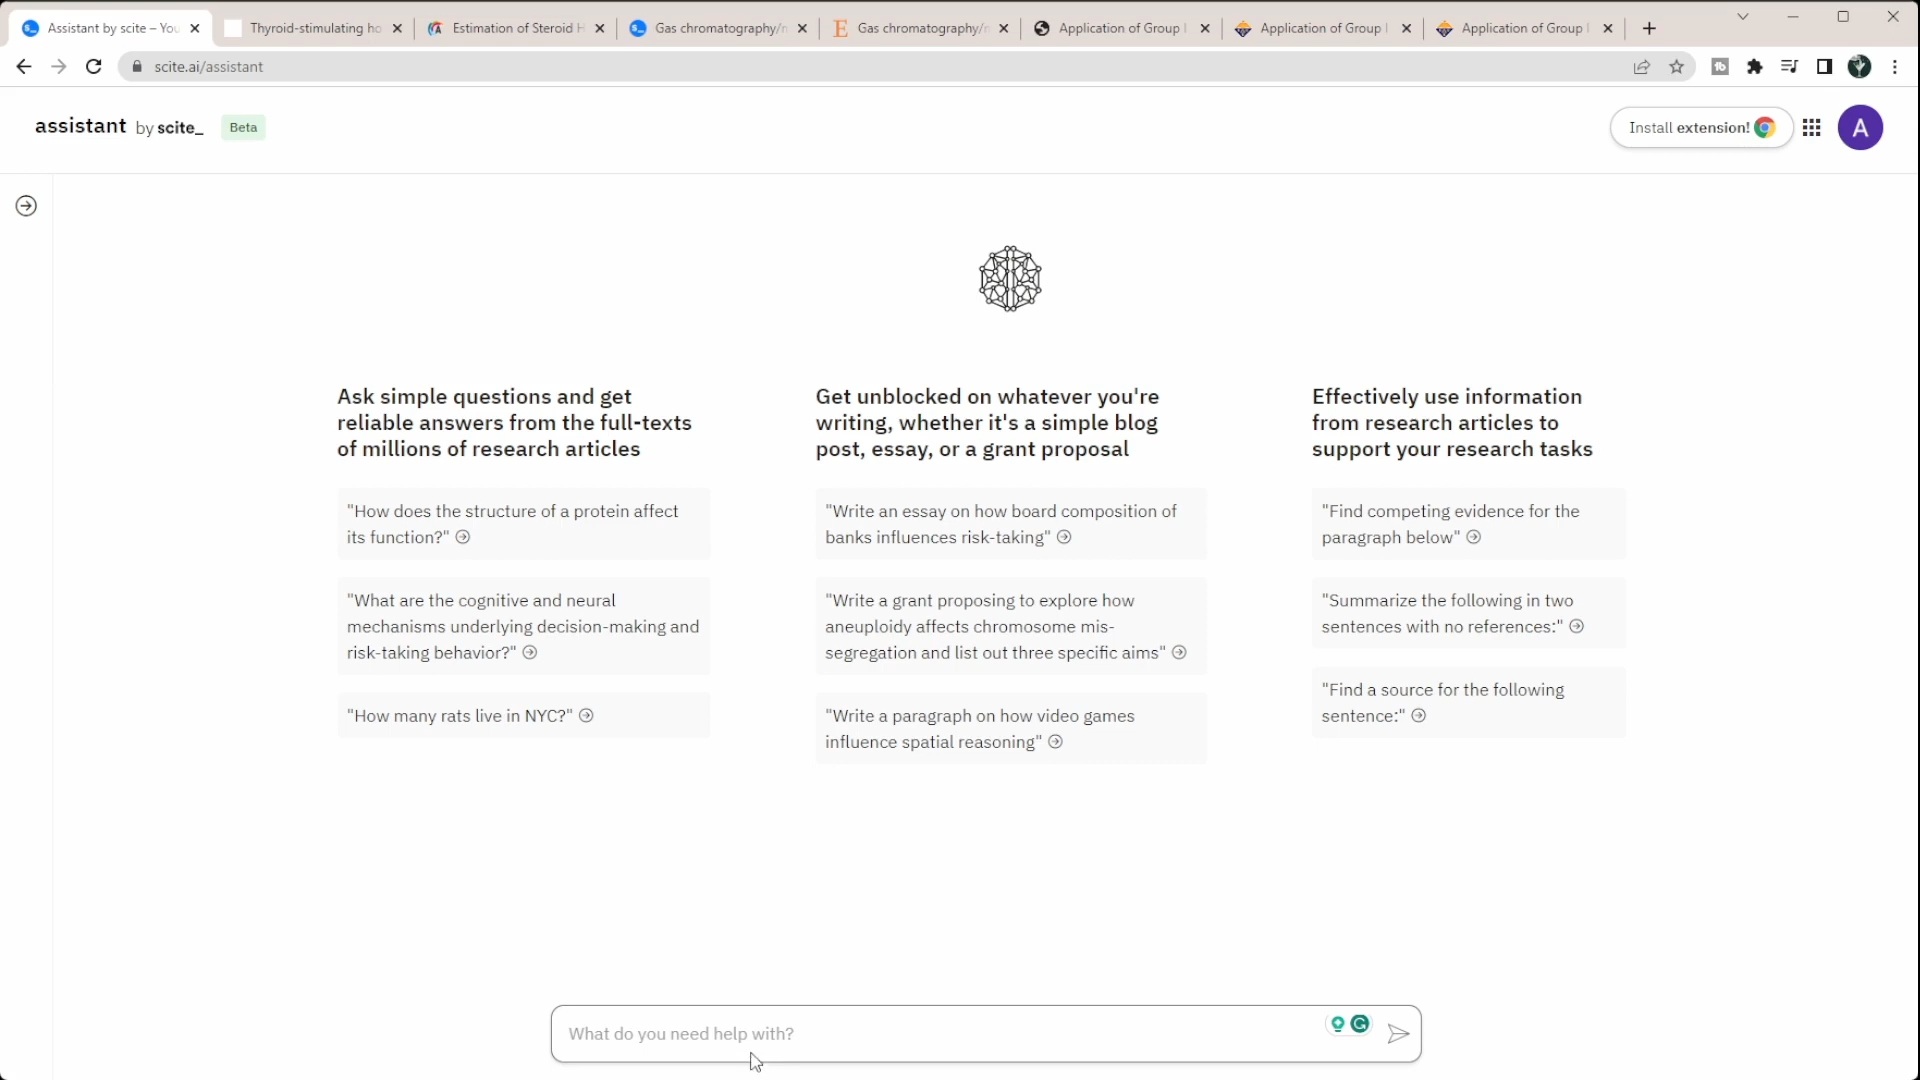 Assistant by scite – You
Thyroid-stimulating ho
Estimation of Steroid H
Gas chromatography/m
Gas chromatography/m
Application of Group
Application of Group
Application of Group
scite.ai/assistant
assistant by scite_ Beta
Install extension!
A
Ask simple questions and get
reliable answers from the full-texts
of millions of research articles
"How does the structure of a protein affect
its function?"
"What are the cognitive and neural
mechanisms underlying decision-making and
risk-taking behavior?"
"How many rats live in NYC?"
Get unblocked on whatever you're
writing, whether it's a simple blog
post, essay, or a grant proposal
"Write an essay on how board composition of
banks influences risk-taking"
"Write a grant proposing to explore how
aneuploidy affects chromosome mis-
segregation and list out three specific aims"
"Write a paragraph on how video games
influence spatial reasoning"
Effectively use information
from research articles to
support your research tasks
"Find competing evidence for the
paragraph below"
"Summarize the following in two
sentences with no references:"
"Find a source for the following
sentence:"
What do you need help with?